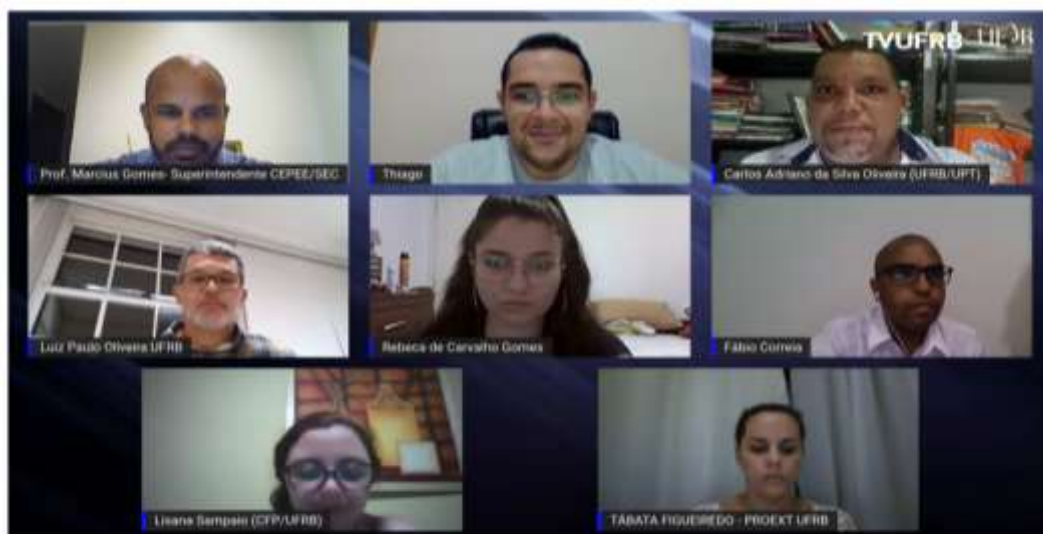 TVUFRB
Prof. Marcius Gomes- Superintendente CEPEE/SEC
Thiago
Carlos Adriano da Silva Oliveira (UFRB/UPT)
Luiz Paulo Oliveira UFRB
Rebeca de Carvalho Gomes
Fábio Correia
Lisana Sampaio (CFP/UFRB)
TÁBATA FIGUEIREDO - PROEXT UFRB